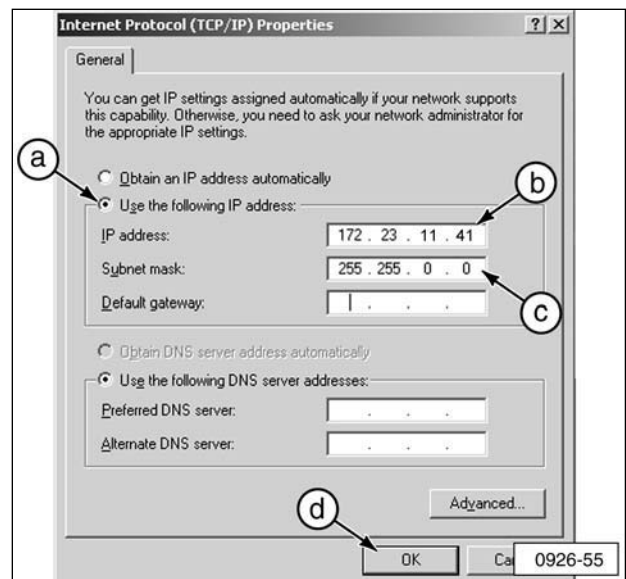 Internet Protocol (TCP/IP) Properties ? X
General
You can get IP settings assigned automatically if your network supports
this capability. Otherwise, you need to ask your network administrator for
the appropriate IP settings.
a
Obtain an IP address automatically
b
Use the following IP address:
IP address: 172 . 23 . 11 . 41
Subnet mask: 255 . 255 . 0 . 0
c
Default gateway: . . .
Obtain DNS server address automatically
Use the following DNS server addresses:
Preferred DNS server: . . .
Alternate DNS server: . . .
Advanced...
d
OK Ca 0926-55